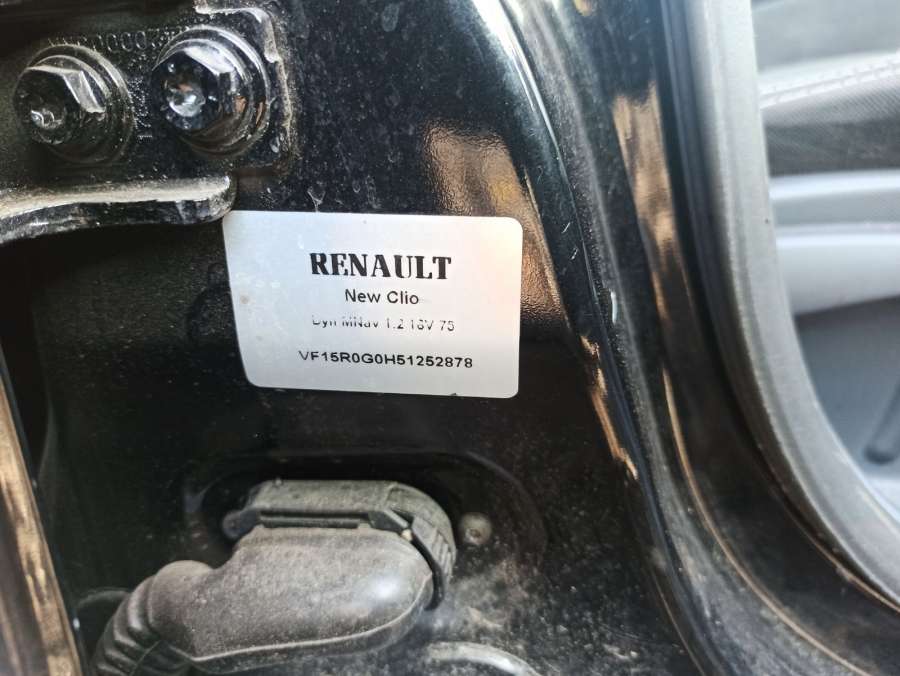 RENAULT
New Clio
Dyn MNav 1.2 16V 75
VF15R0G0H51252878